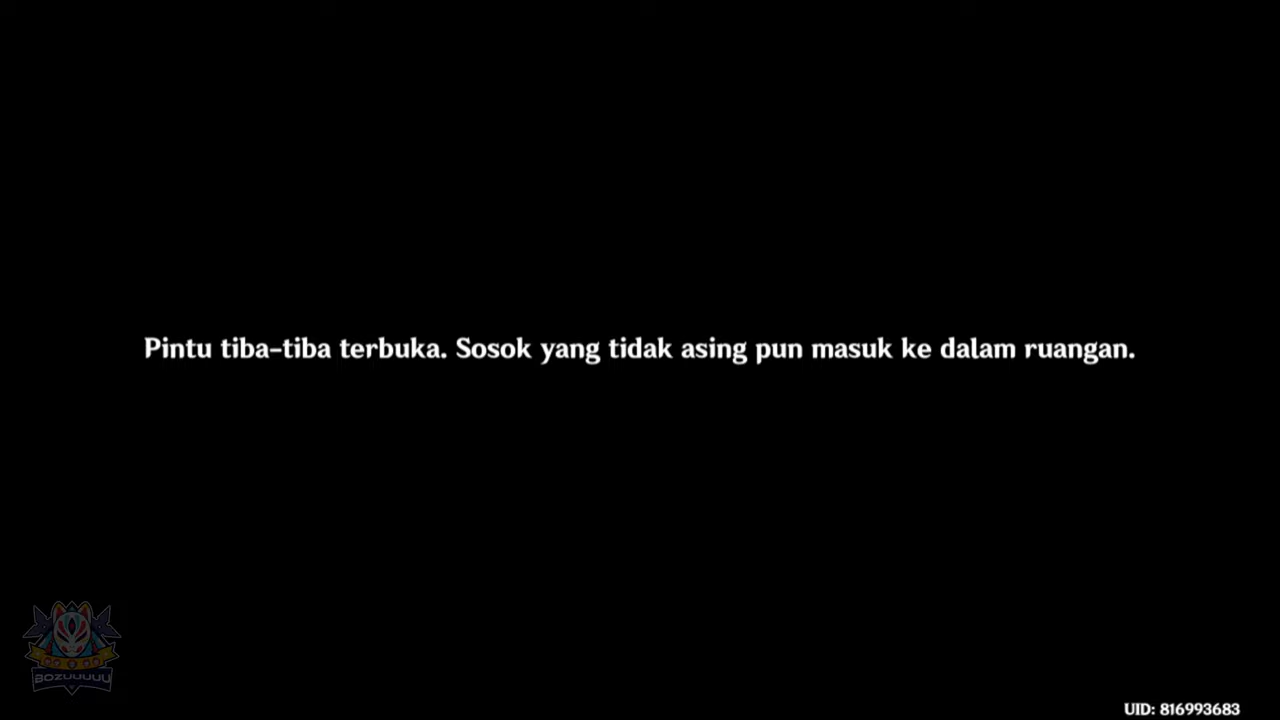 Pintu tiba-tiba terbuka. Sosok yang tidak asing pun masuk ke dalam ruangan.
BOZUUUUU
UID: 816993683